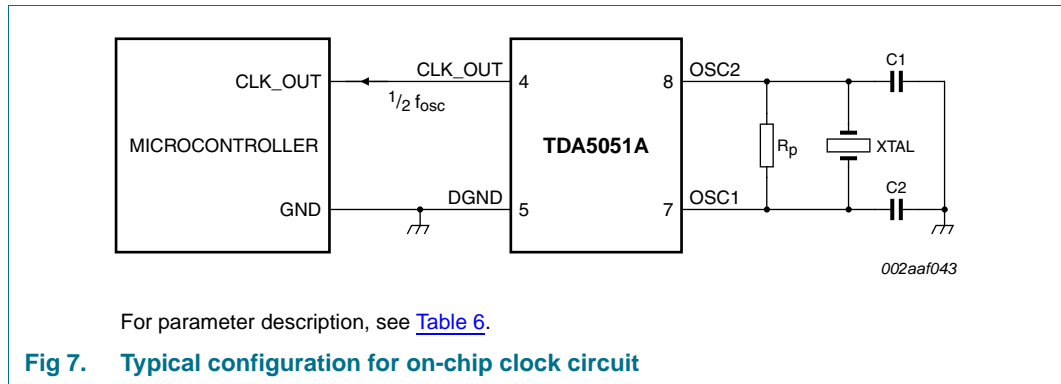 CLK_OUT
MICROCONTROLLER
GND
CLK_OUT
1/2 fosc
DGND
4
5
TDA5051A
8
7
OSC2
OSC1
Rp
XTAL
C1
C2
002aaf043
For parameter description, see Table 6.
Fig 7. Typical configuration for on-chip clock circuit